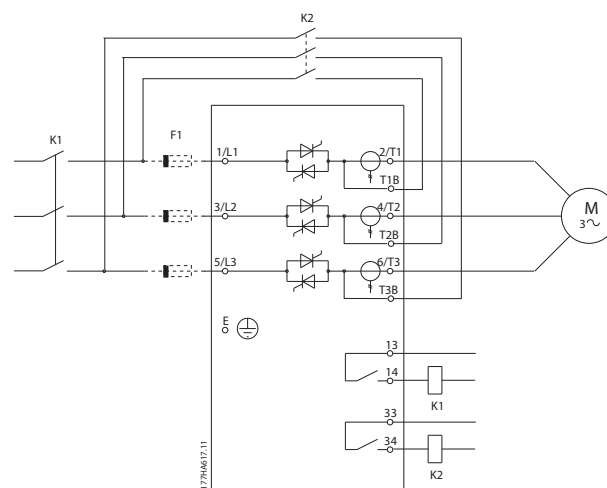 K2
K1
F1
1/L1
2/T1
T1B
3/L2
4/T2
T2B
5/L3
6/T3
T3B
M
3
E
13
14
K1
33
34
K2
177HA617.11